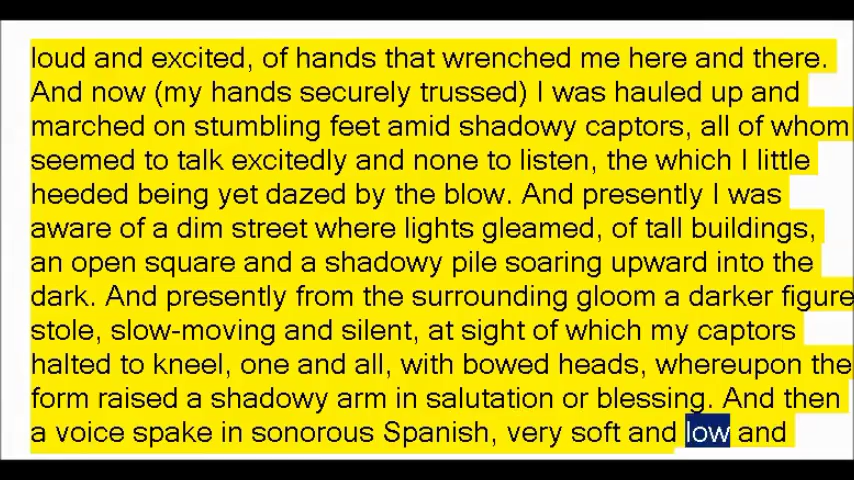 loud and excited, of hands that wrenched me here and there.
And now (my hands securely trussed) I was hauled up and
marched on stumbling feet amid shadowy captors, all of whom
seemed to talk excitedly and none to listen, the which I little
heeded being yet dazed by the blow. And presently I was
aware of a dim street where lights gleamed, of tall buildings,
an open square and a shadowy pile soaring upward into the
dark. And presently from the surrounding gloom a darker figure
stole, slow-moving and silent, at sight of which my captors
halted to kneel, one and all, with bowed heads, whereupon the
form raised a shadowy arm in salutation or blessing. And then
a voice spake in sonorous Spanish, very soft and low and